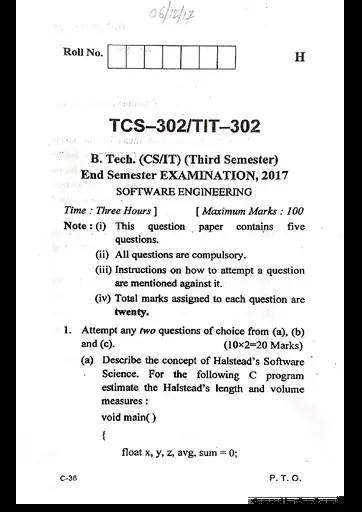 06/12/17
Roll No.
H
TCS–302/TIT–302
B. Tech. (CS/IT) (Third Semester)
End Semester EXAMINATION, 2017
SOFTWARE ENGINEERING
Time : Three Hours ] [ Maximum Marks : 100
Note : (i) This question paper contains five
questions.
(ii) All questions are compulsory.
(iii) Instructions on how to attempt a question
are mentioned against it.
(iv) Total marks assigned to each question are
twenty.
1. Attempt any two questions of choice from (a), (b)
and (c). (10×2=20 Marks)
(a) Describe the concept of Halstead's Software
Science. For the following C program
estimate the Halstead's length and volume
measures :
void main( )
{
float x, y, z, avg, sum = 0;
C-38 P. T. O.